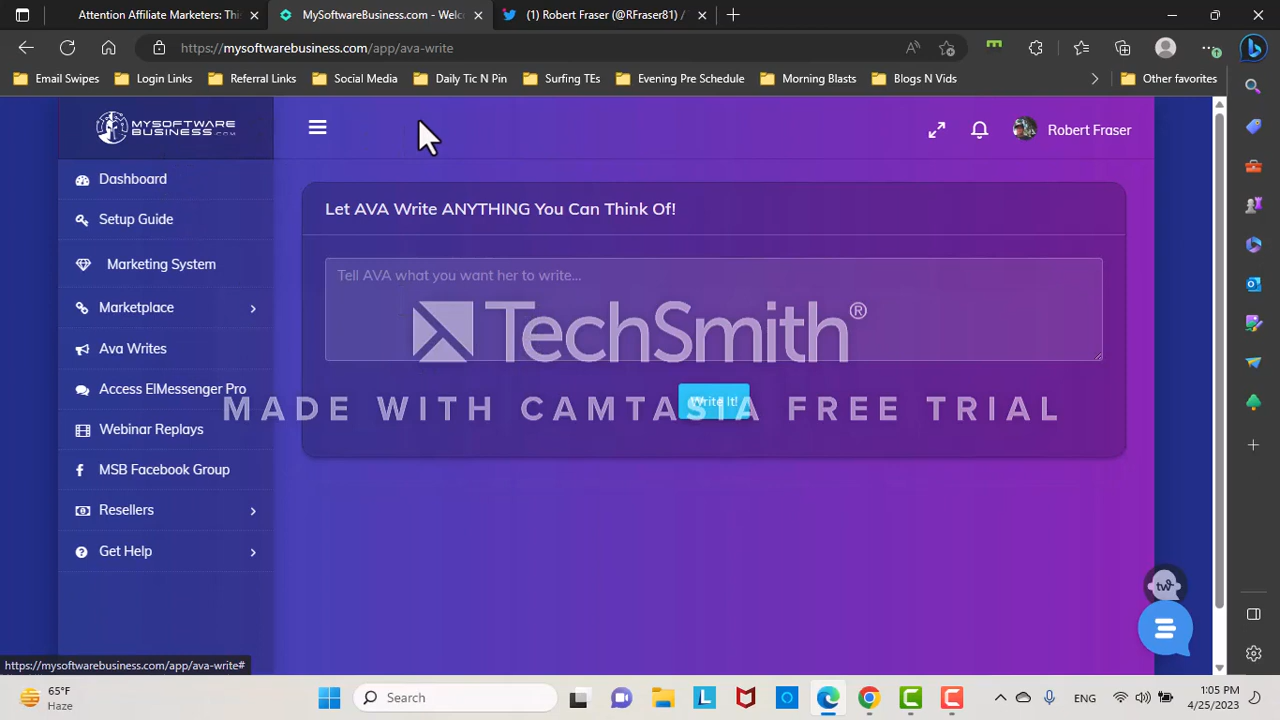 Attention Affiliate Marketers: This
MySoftwareBusiness.com - Welco
(1) Robert Fraser (@RFraser81) /
https://mysoftwarebusiness.com/app/ava-write
Email Swipes
Login Links
Referral Links
Social Media
Daily Tic N Pin
Surfing TEs
Evening Pre Schedule
Morning Blasts
Blogs N Vids
Other favorites
MYSOFTWARE
BUSINESS.COM
Robert Fraser
Dashboard
Setup Guide
Marketing System
Marketplace
Ava Writes
Access ElMessenger Pro
Webinar Replays
MSB Facebook Group
Resellers
Get Help
Let AVA Write ANYTHING You Can Think Of!
Tell AVA what you want her to write...
TechSmith®
Write It!
MADE WITH CAMTASIA FREE TRIAL
https://mysoftwarebusiness.com/app/ava-write#
65°F
Haze
Search
ENG
1:05 PM
4/25/2023